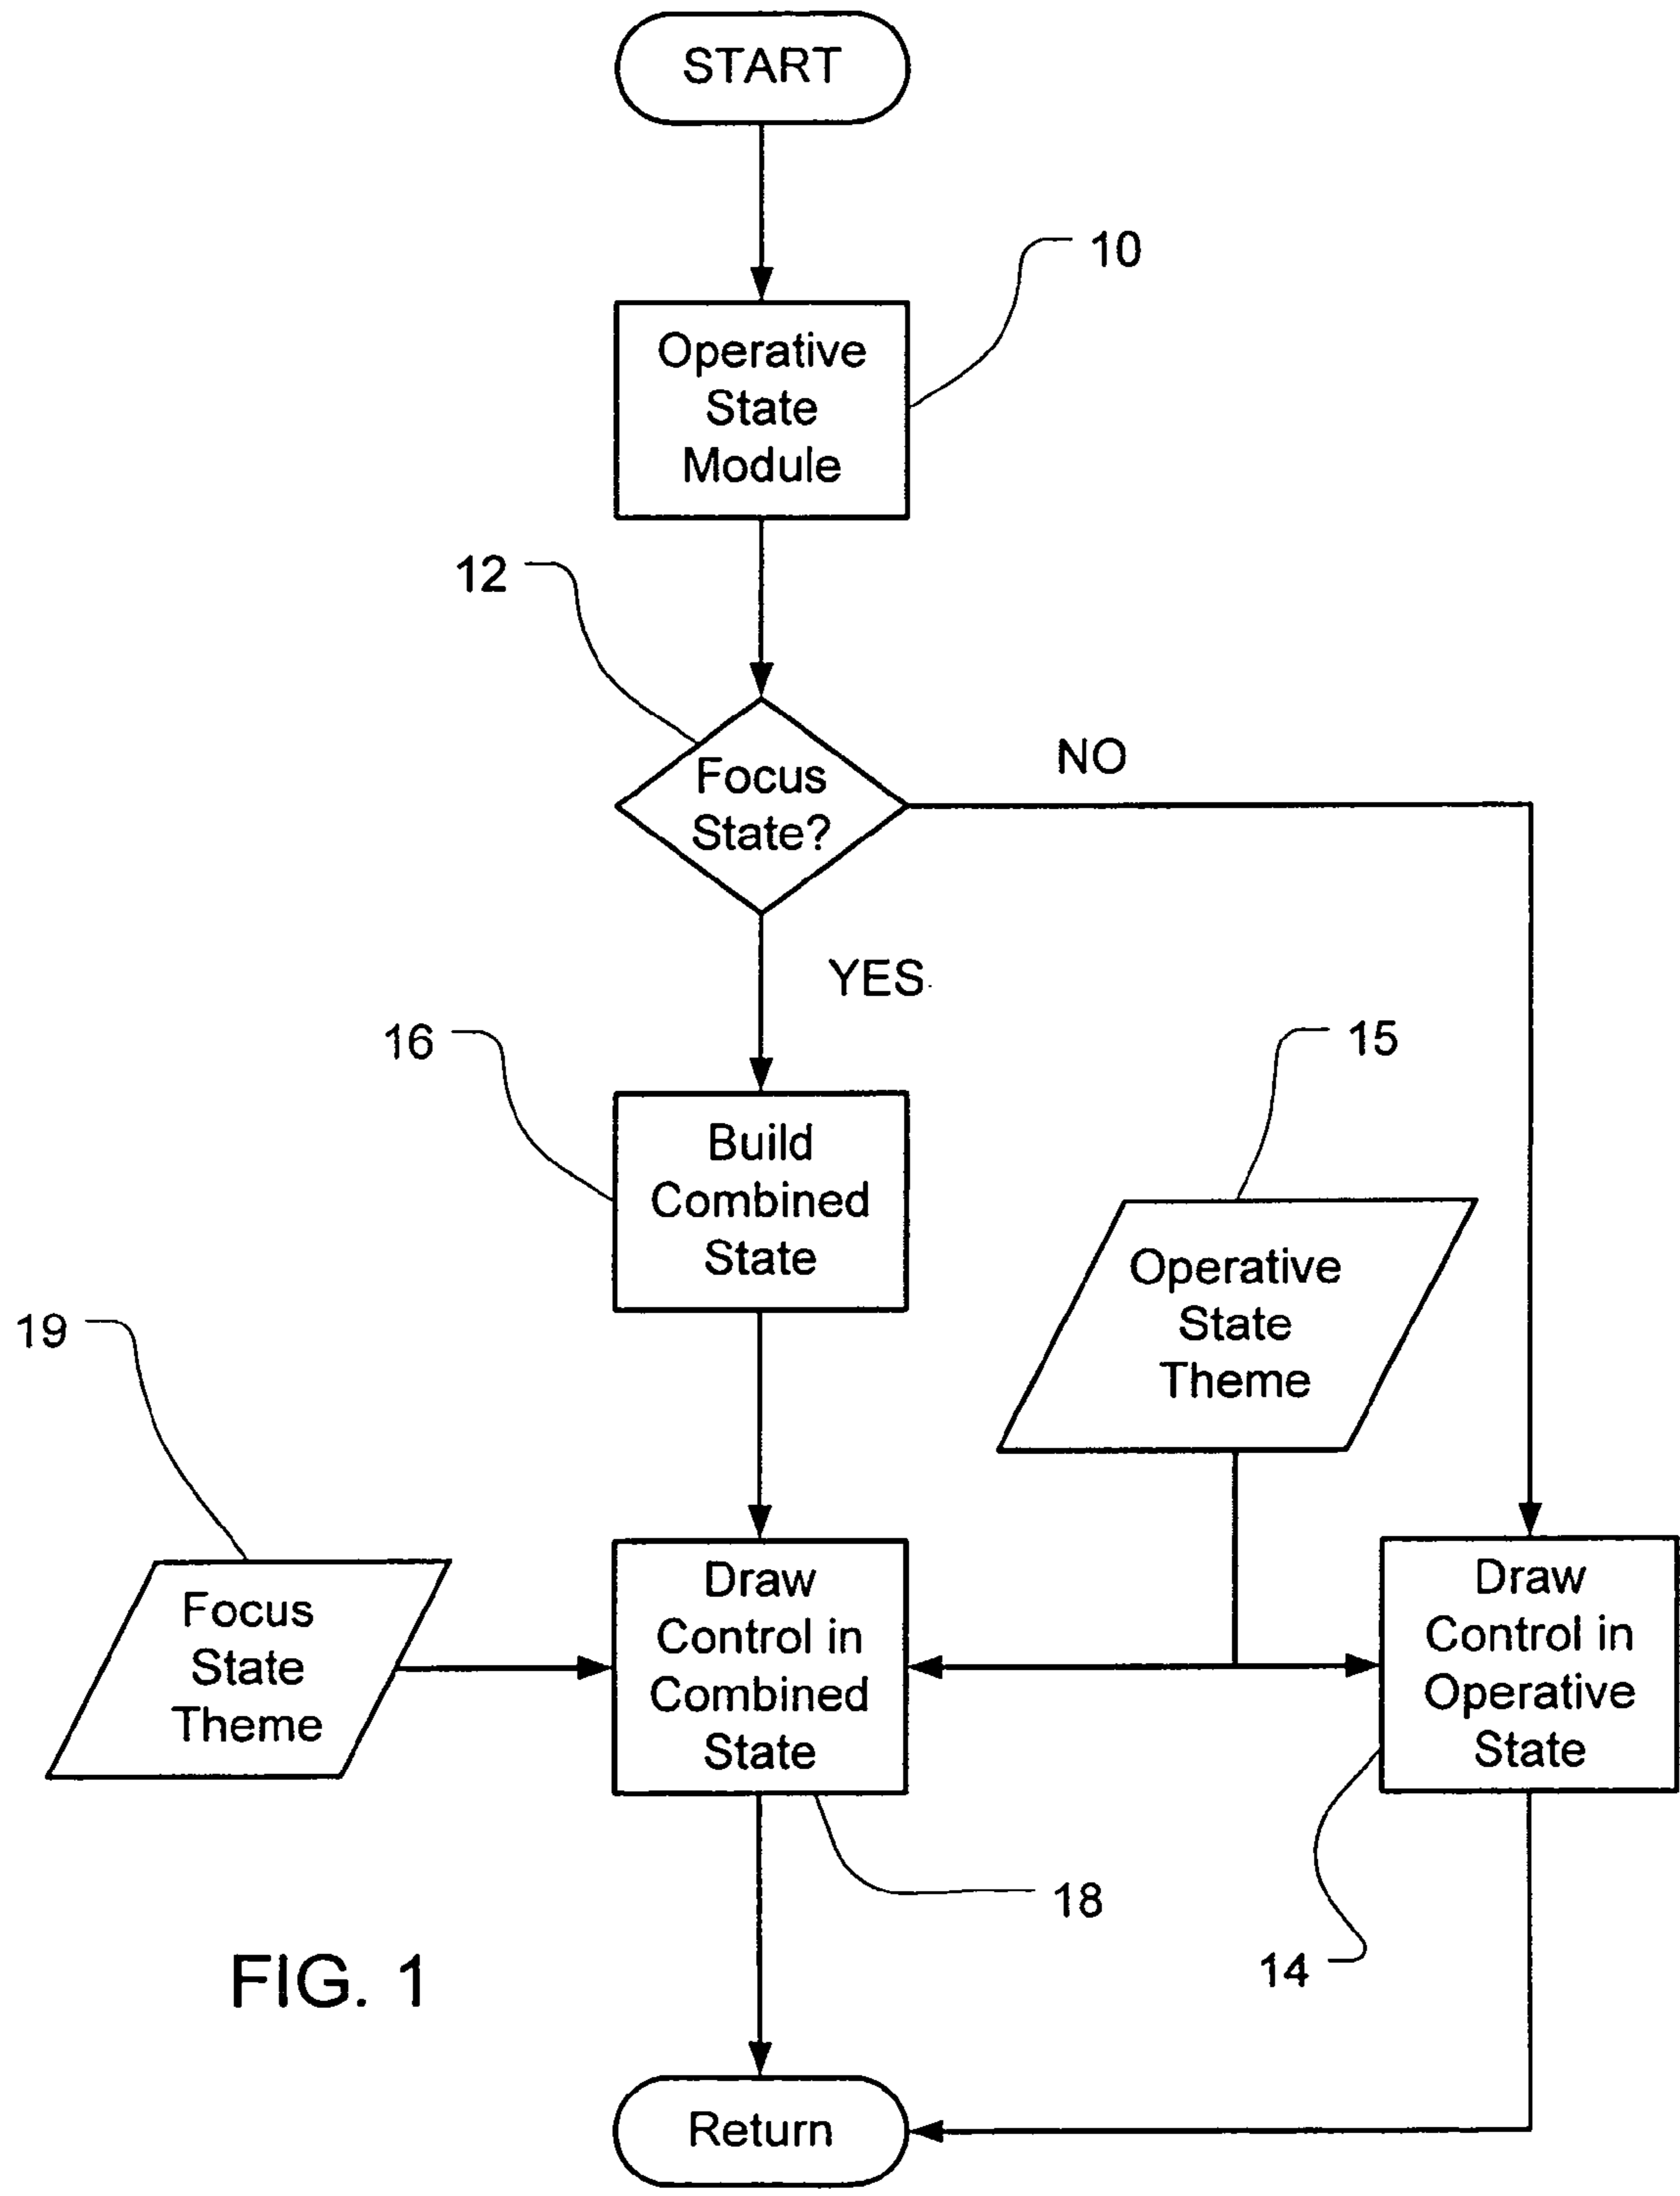 START
10
Operative
State
Module
12
Focus
State?
NO
YES
16
Build
Combined
State
15
Operative
State
Theme
19
Focus
State
Theme
Draw
Control in
Combined
State
Draw
Control in
Operative
State
18
14
FIG. 1
Return